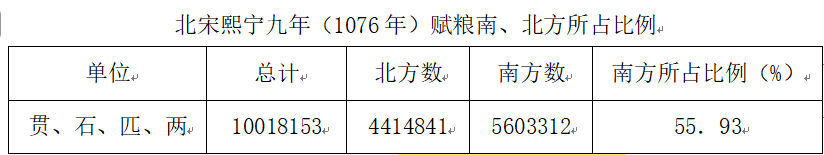 北宋熙宁九年（1076年）赋粮南、北方所占比例
单位 总计 北方数 南方数 南方所占比例（%）
贯、石、匹、两 10018153 4414841 5603312 55．93